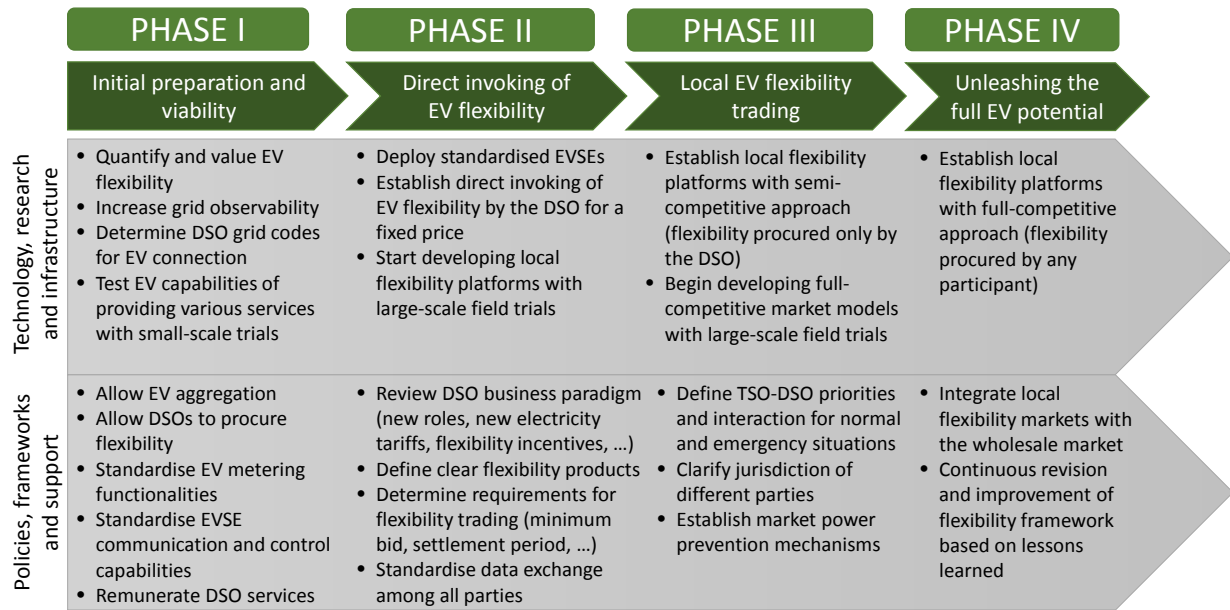 PHASE I
PHASE II
PHASE III
PHASE IV
Initial preparation and
viability
Direct invoking of
EV flexibility
Local EV flexibility
trading
Unleashing the
full EV potential
Technology, research
and infrastructure
• Quantify and value EV
flexibility
• Increase grid observability
• Determine DSO grid codes
for EV connection
• Test EV capabilities of
providing various services
with small-scale trials
• Deploy standardised EVSEs
• Establish direct invoking of
EV flexibility by the DSO for a
fixed price
• Start developing local
flexibility platforms with
large-scale field trials
• Establish local flexibility
platforms with semi-
competitive approach
(flexibility procured only by
the DSO)
• Begin developing full-
competitive market models
with large-scale field trials
• Establish local
flexibility platforms
with full-competitive
approach (flexibility
procured by any
participant)
Policies, frameworks
and support
• Allow EV aggregation
• Allow DSOs to procure
flexibility
• Standardise EV metering
functionalities
• Standardise EVSE
communication and control
capabilities
• Remunerate DSO services
• Review DSO business paradigm
(new roles, new electricity
tariffs, flexibility incentives, …)
• Define clear flexibility products
• Determine requirements for
flexibility trading (minimum
bid, settlement period, …)
• Standardise data exchange
among all parties
• Define TSO-DSO priorities
and interaction for normal
and emergency situations
• Clarify jurisdiction of
different parties
• Establish market power
prevention mechanisms
• Integrate local
flexibility markets with
the wholesale market
• Continuous revision
and improvement of
flexibility framework
based on lessons
learned